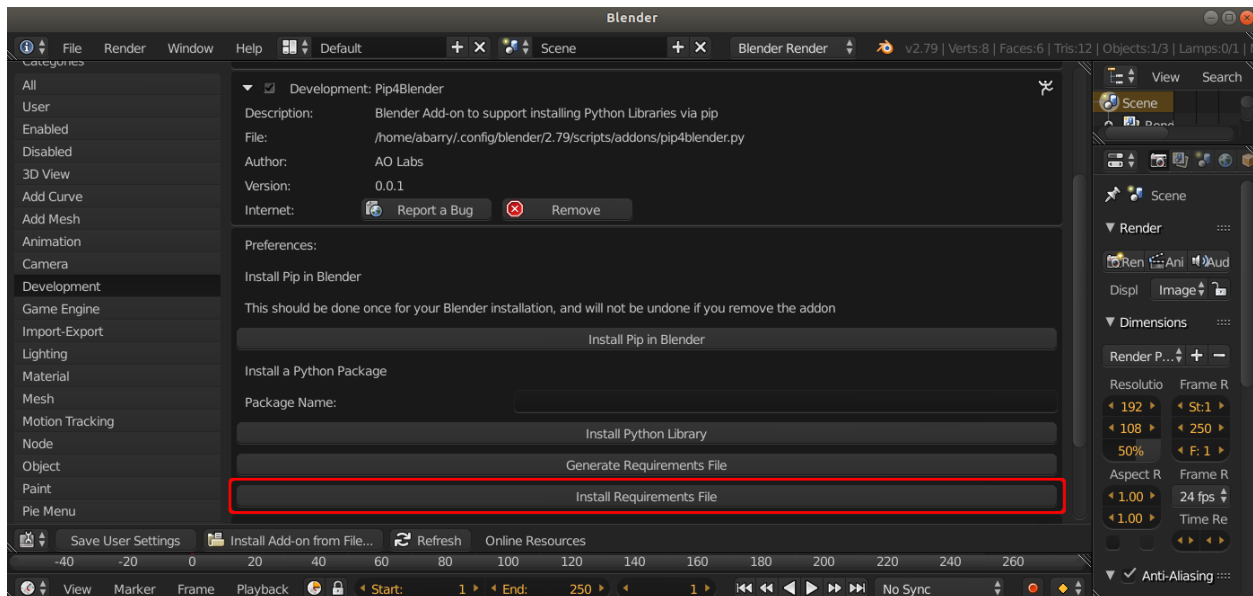 Blender
File Render Window Help Default Scene Blender Render v2.79 | Verts:8 | Faces:6 | Tris:12 | Objects:1/3 | Lamps:0/1 |
Categories
All
User
Enabled
Disabled
3D View
Add Curve
Add Mesh
Animation
Camera
Development
Game Engine
Import-Export
Lighting
Material
Mesh
Motion Tracking
Node
Object
Paint
Pie Menu
Development: Pip4Blender
Description: Blender Add-on to support installing Python Libraries via pip
File: /home/abarry/.config/blender/2.79/scripts/addons/pip4blender.py
Author: AO Labs
Version: 0.0.1
Internet: Report a Bug Remove
Preferences:
Install Pip in Blender
This should be done once for your Blender installation, and will not be undone if you remove the addon
Install Pip in Blender
Install a Python Package
Package Name:
Install Python Library
Generate Requirements File
Install Requirements File
Save User Settings Install Add-on from File... Refresh Online Resources
-40 -20 0 20 40 60 80 100 120 140 160 180 200 220 240 260
View Marker Frame Playback Start: 1 End: 250 1 No Sync
View Search
Scene
Scene
Render
Ren Ani Aud
Displ Image
Dimensions
Render P...
Resolutio Frame R
192 St:1
108 250
50% F: 1
Aspect R Frame R
1.00 24 fps
1.00 Time Re
Anti-Aliasing